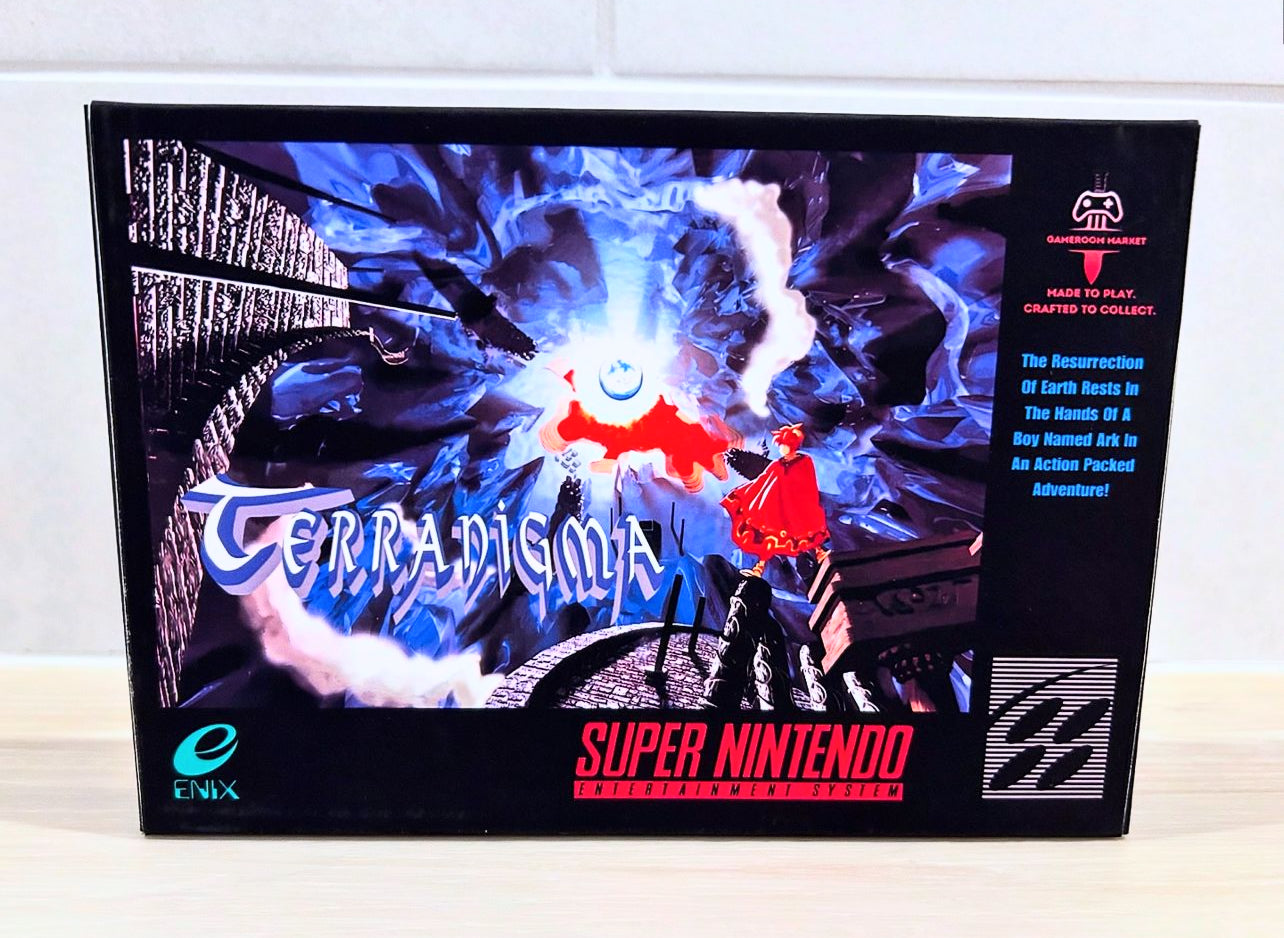 GAMEROOM MARKET
MADE TO PLAY.
CRAFTED TO COLLECT.
The Resurrection
Of Earth Rests In
The Hands Of A
Boy Named Ark In
An Action Packed
Adventure!
TERRANIGMA
ENIX
SUPER NINTENDO
ENTERTAINMENT SYSTEM